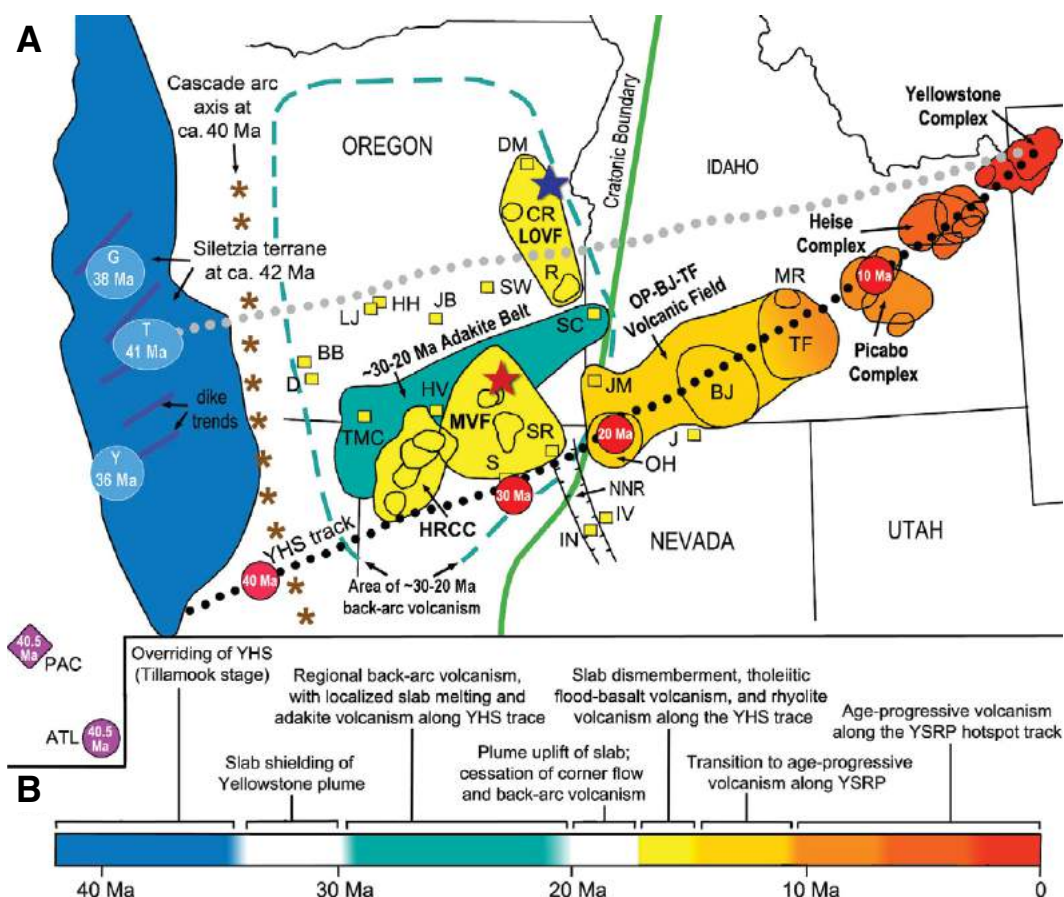 A
Cascade arc
axis at
ca. 40 Ma
OREGON
DM
Cratonic Boundary
IDAHO
Yellowstone
Complex
CR
LOVF
Heise
Complex
G
38 Ma
Siletzia terrane
at ca. 42 Ma
R
OP-BJ-TF
Volcanic Field
MR
10 Ma
SW
HH
JB
LJ
T
41 Ma
SC
TF
Picabo
Complex
~30-20 Ma Adakite Belt
BB
D
JM
BJ
HV
dike
trends
TMC
MVF
SR
20 Ma
J
OH
Y
36 Ma
S
30 Ma
NNR
IV
IN
HRCC
NEVADA
UTAH
YHS track
40 Ma
Area of ~30-20 Ma
back-arc volcanism
40.5
Ma
PAC
ATL
40.5
Ma
Overriding of YHS
(Tillamook stage)
Regional back-arc volcanism,
with localized slab melting and
adakite volcanism along YHS trace
Slab dismemberment, tholeiitic
flood-basalt volcanism, and rhyolite
volcanism along the YHS trace
Age-progressive volcanism
along the YSRP hotspot track
B
Slab shielding of
Yellowstone plume
Plume uplift of slab;
cessation of corner flow
and back-arc volcanism
Transition to age-progressive
volcanism along YSRP
40 Ma
30 Ma
20 Ma
10 Ma
0